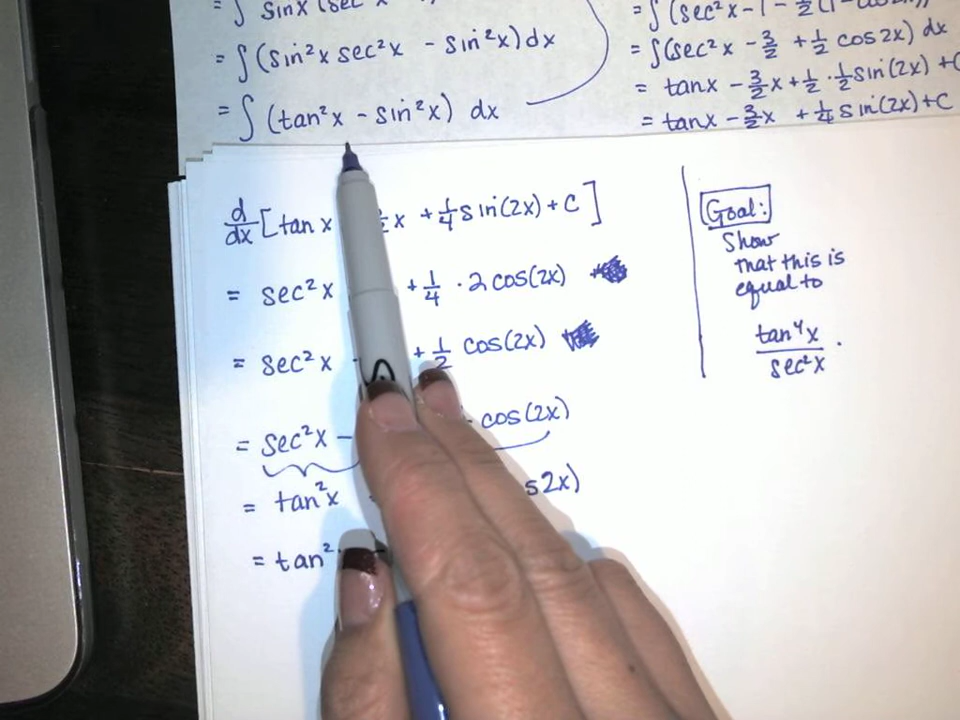 = ∫ sinx (sec x
= ∫ (sin²x sec²x - sin²x) dx
= ∫ (tan²x - sin²x) dx
= ∫ (sec²x - 1 - ½(1 - cos2x))
= ∫ (sec²x - 3/2 + 1/2 cos 2x) dx
= tanx - 3/2 x + 1/2 · 1/2 sin(2x) + C
= tanx - 3/2 x + 1/4 sin(2x) + C
d/dx [tan x x + 1/4 sin(2x) + C ]
= sec²x + 1/4 · 2 cos(2x)
= sec²x + 1/2 cos(2x)
= sec²x - cos(2x)
= tan²x s2x)
= tan²
Goal:
Show
that this is
equal to
tan⁴x / sec²x .